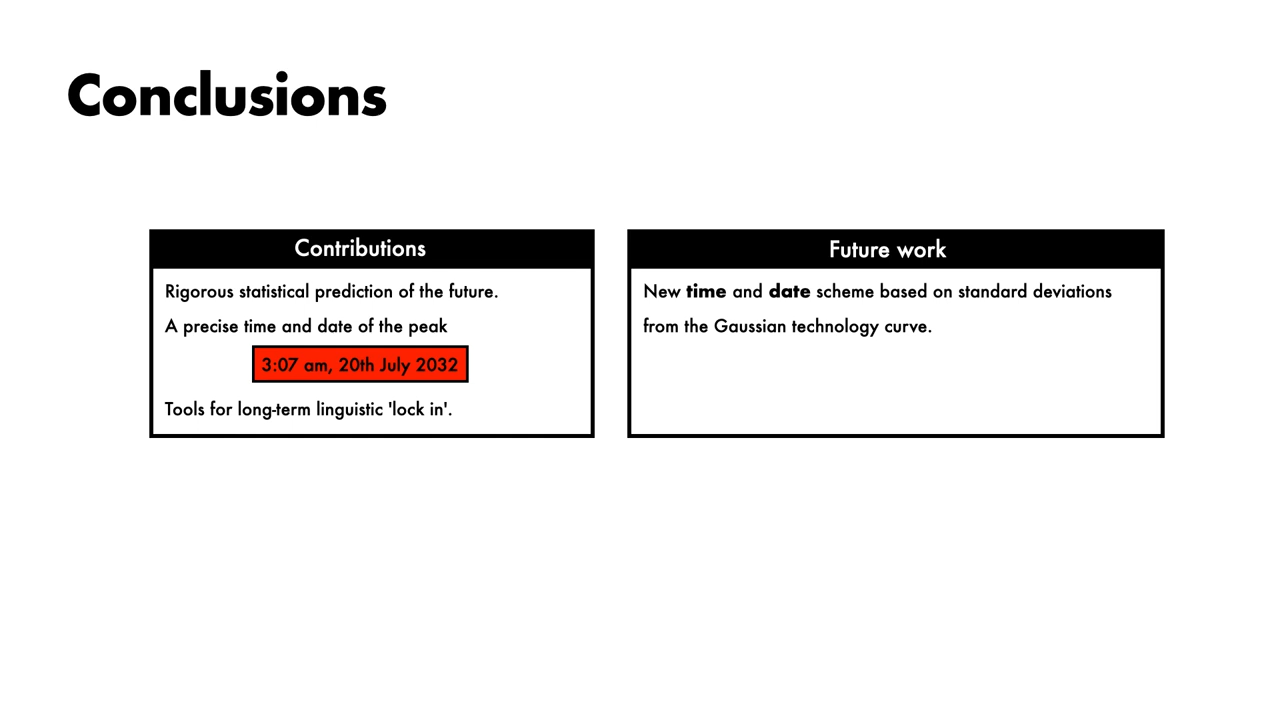 Conclusions
Contributions
Rigorous statistical prediction of the future.
A precise time and date of the peak
3:07 am, 20th July 2032
Tools for long-term linguistic 'lock in'.
Future work
New time and date scheme based on standard deviations
from the Gaussian technology curve.